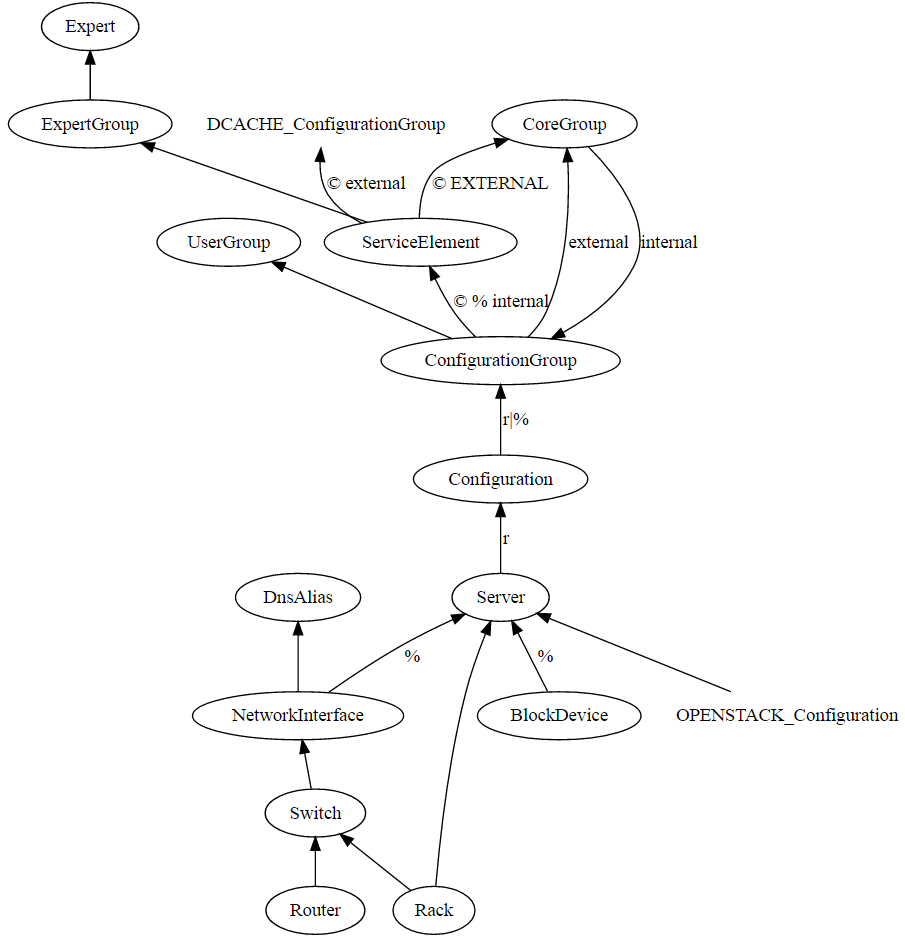 Expert
ExpertGroup
DCACHE_ConfigurationGroup
CoreGroup
© external
© EXTERNAL
UserGroup
ServiceElement
external
internal
© % internal
ConfigurationGroup
r|%
Configuration
r
DnsAlias
Server
%
%
NetworkInterface
BlockDevice
OPENSTACK_Configuration
Switch
Router
Rack